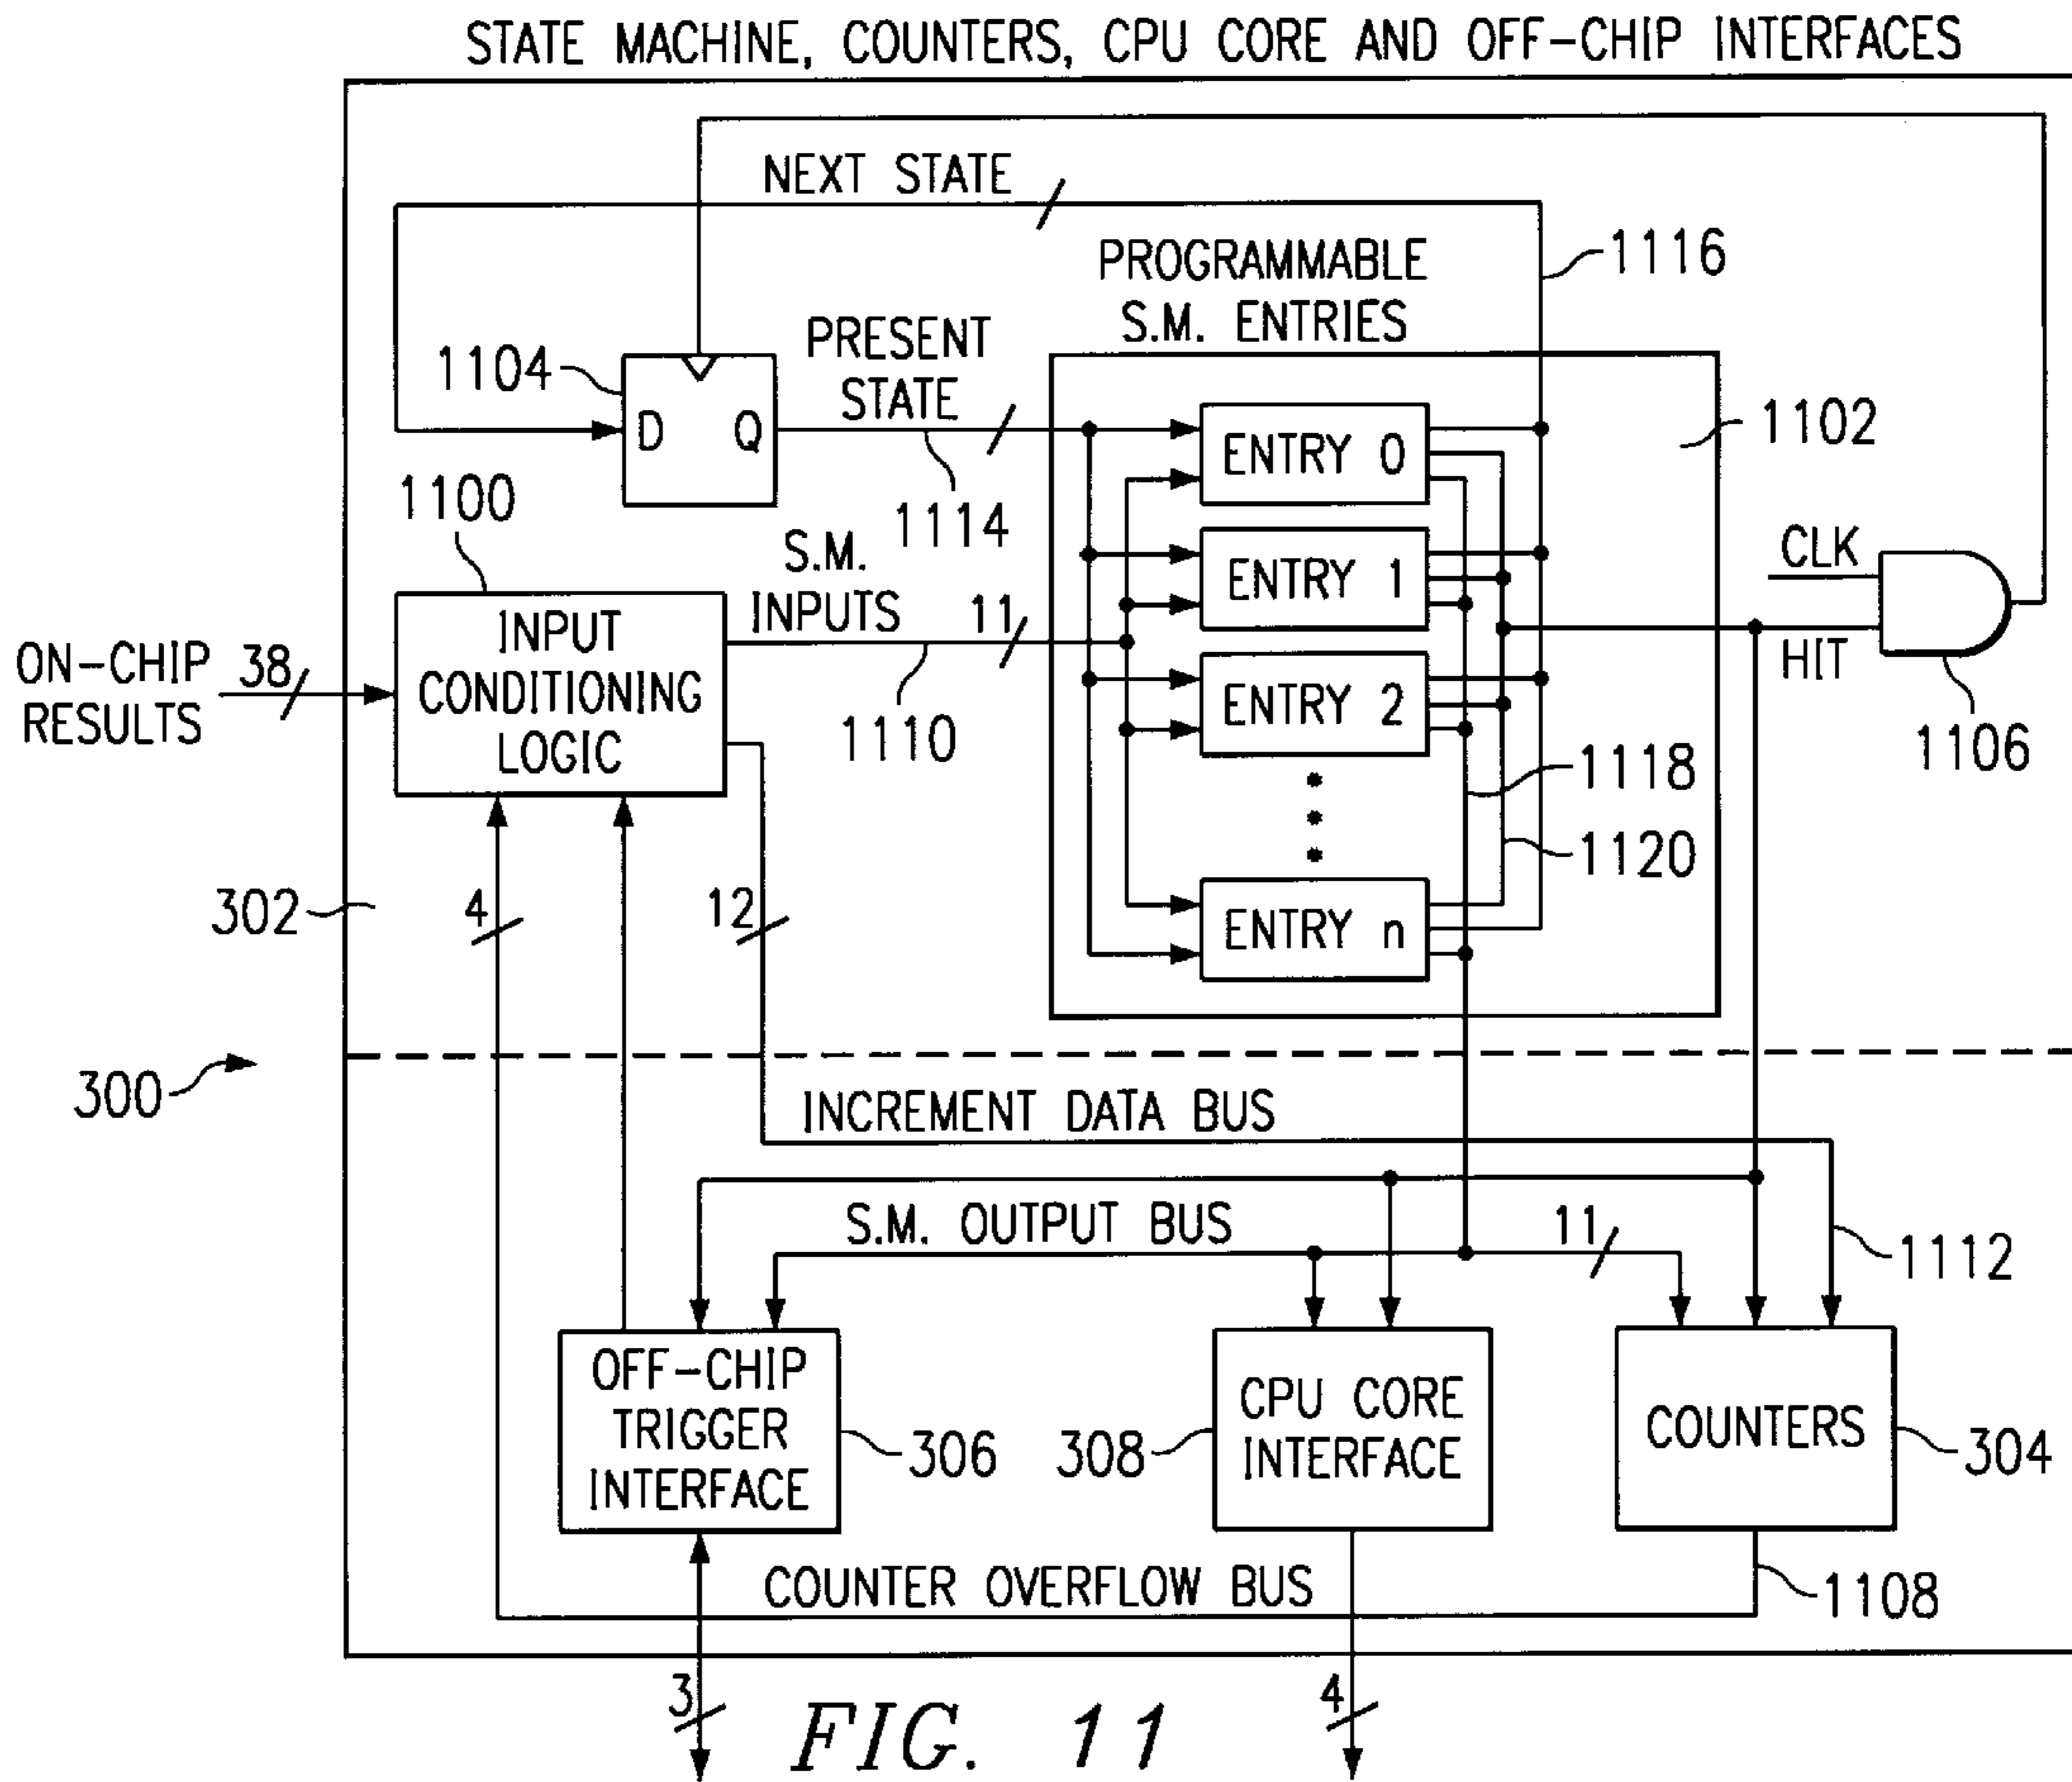 STATE MACHINE, COUNTERS, CPU CORE AND OFF-CHIP INTERFACES
NEXT STATE
PROGRAMMABLE
S.M. ENTRIES
1116
PRESENT
STATE
1104
D Q
1114
1102
ENTRY 0
ENTRY 1
ENTRY 2
ENTRY n
1100
S.M.
INPUTS
11
1110
CLK
HIT
1106
ON-CHIP
RESULTS
38
INPUT
CONDITIONING
LOGIC
1118
1120
302
4
12
300
INCREMENT DATA BUS
S.M. OUTPUT BUS
11
1112
OFF-CHIP
TRIGGER
INTERFACE
306
308
CPU CORE
INTERFACE
COUNTERS
304
COUNTER OVERFLOW BUS
1108
3
4
FIG. 11